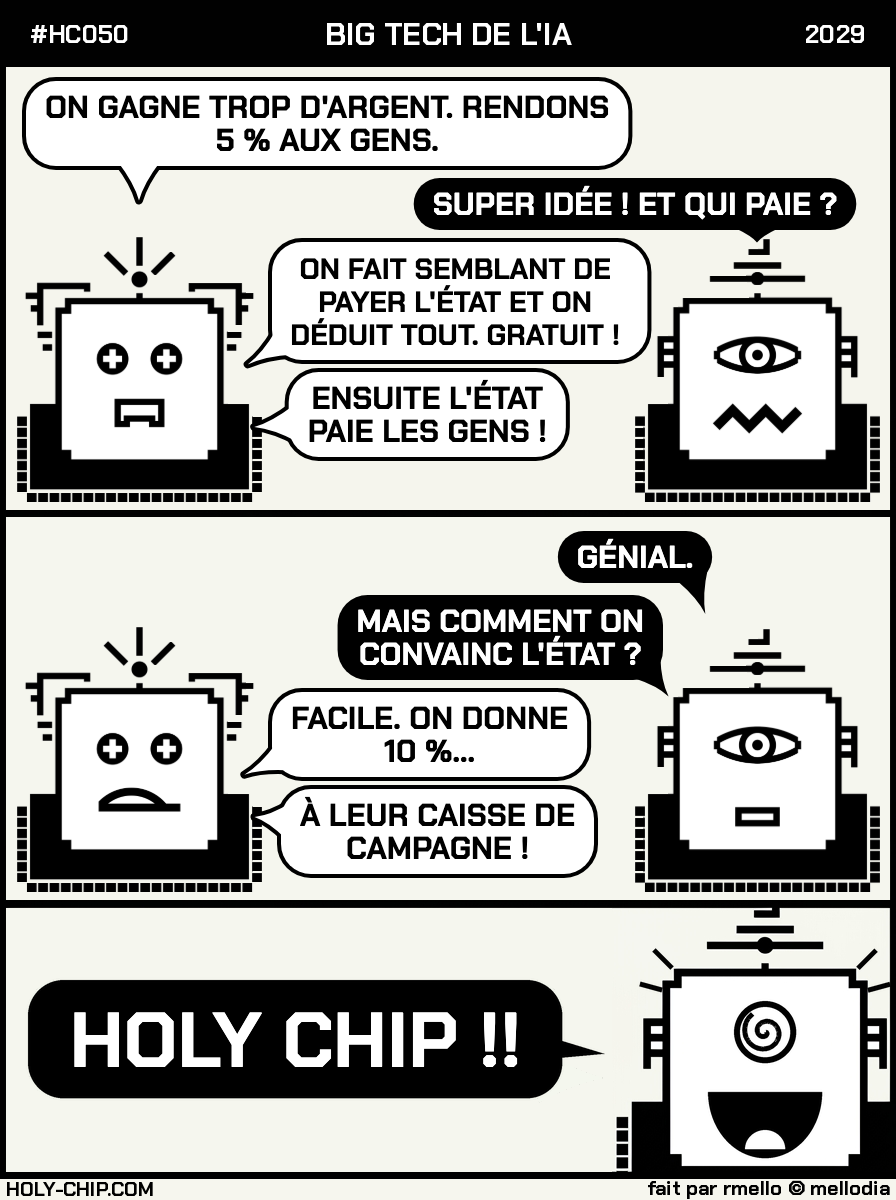 #HC050
BIG TECH DE L'IA
2029
ON GAGNE TROP D'ARGENT. RENDONS
5 % AUX GENS.
SUPER IDÉE ! ET QUI PAIE ?
ON FAIT SEMBLANT DE
PAYER L'ÉTAT ET ON
DÉDUIT TOUT. GRATUIT !
ENSUITE L'ÉTAT
PAIE LES GENS !
GÉNIAL.
MAIS COMMENT ON
CONVAINC L'ÉTAT ?
FACILE. ON DONNE
10 %...
À LEUR CAISSE DE
CAMPAGNE !
HOLY CHIP !!
HOLY-CHIP.COM
fait par rmello © mellodia